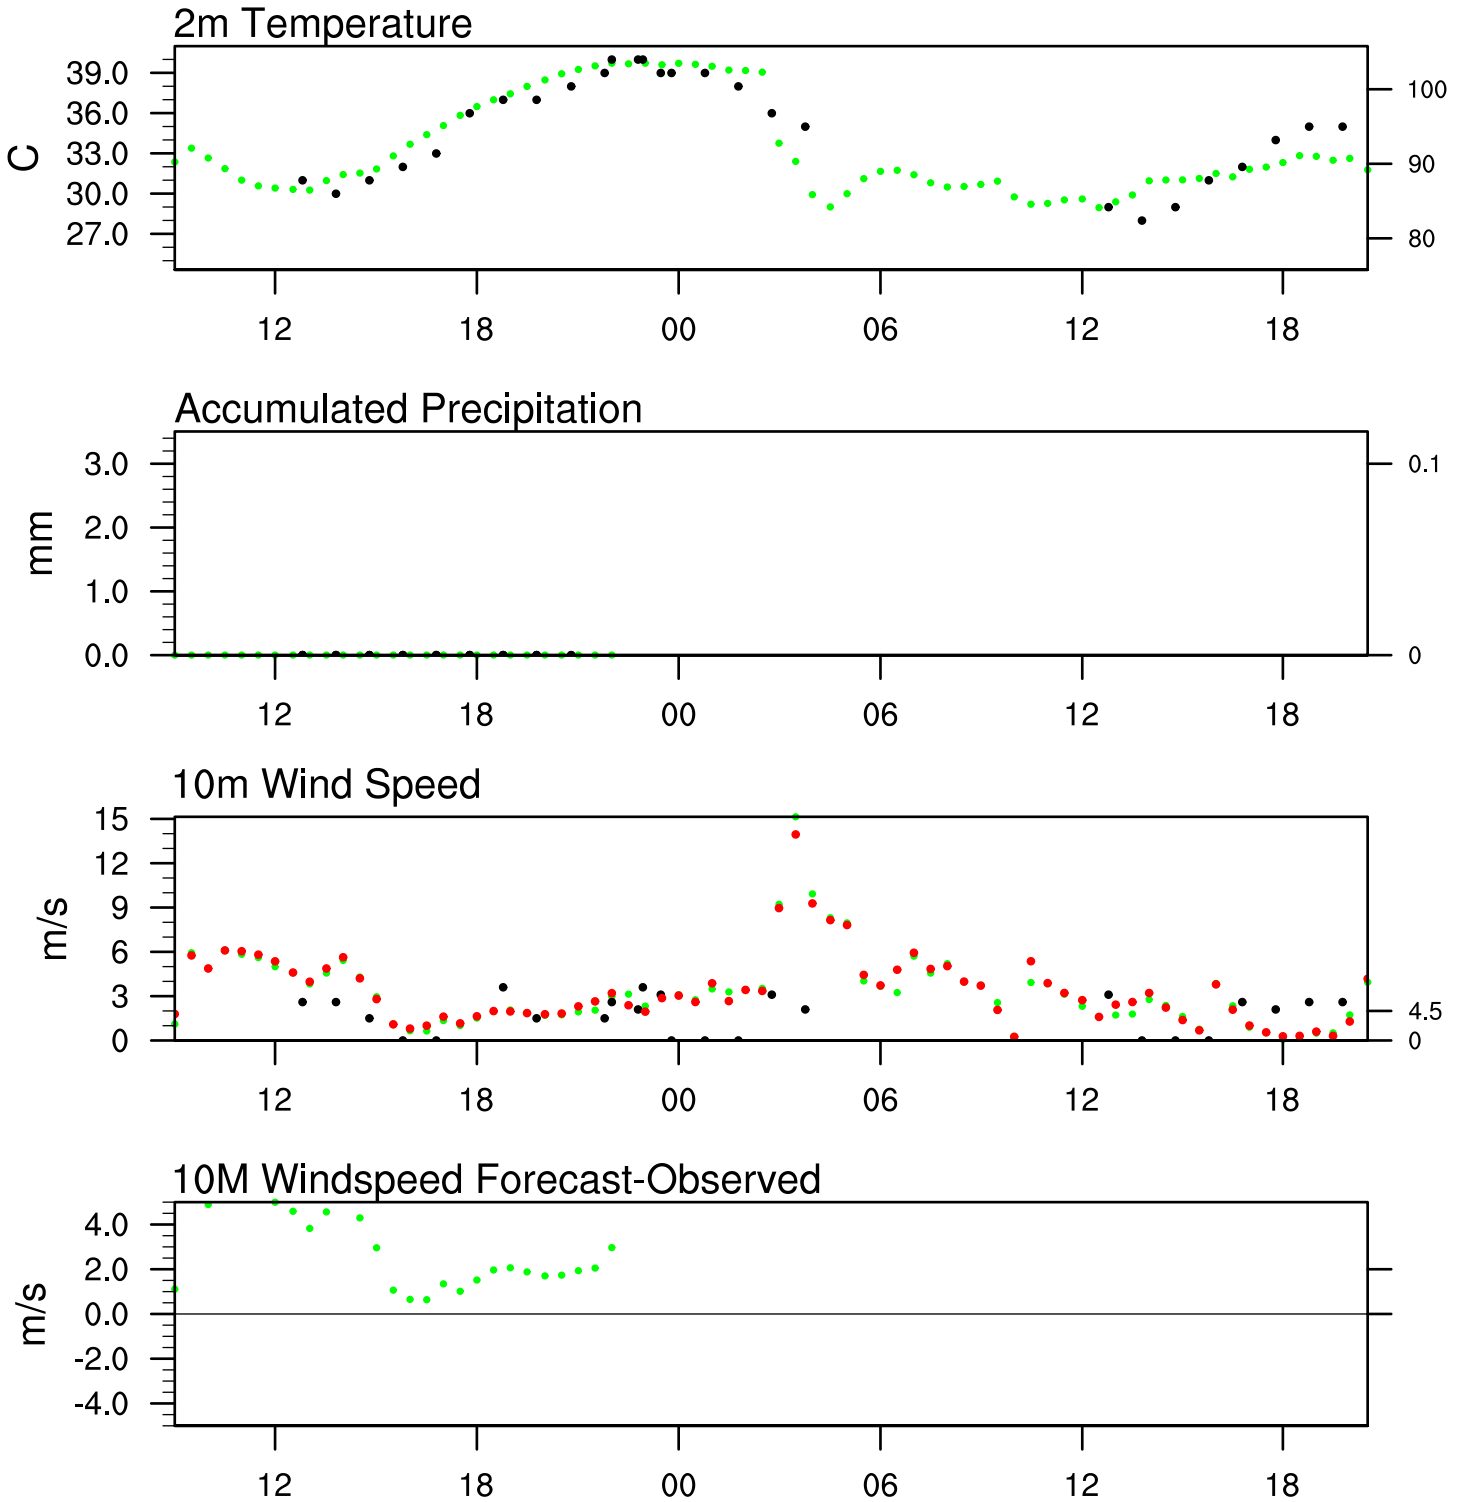 2m Temperature
39.0
36.0
33.0
30.0
27.0
C
100
90
80
12 18 00 06 12 18
Accumulated Precipitation
3.0
2.0
1.0
0.0
mm
0.1
0
12 18 00 06 12 18
10m Wind Speed
15
12
9
6
3
0
m/s
4.5
0
12 18 00 06 12 18
10M Windspeed Forecast-Observed
4.0
2.0
0.0
-2.0
-4.0
m/s
12 18 00 06 12 18